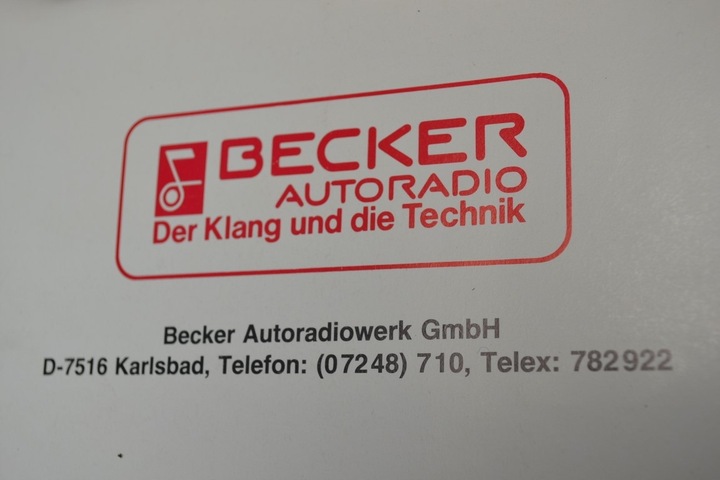 BECKER
AUTORADIO
Der Klang und die Technik
Becker Autoradiowerk GmbH
D-7516 Karlsbad, Telefon: (07248) 710, Telex: 782922